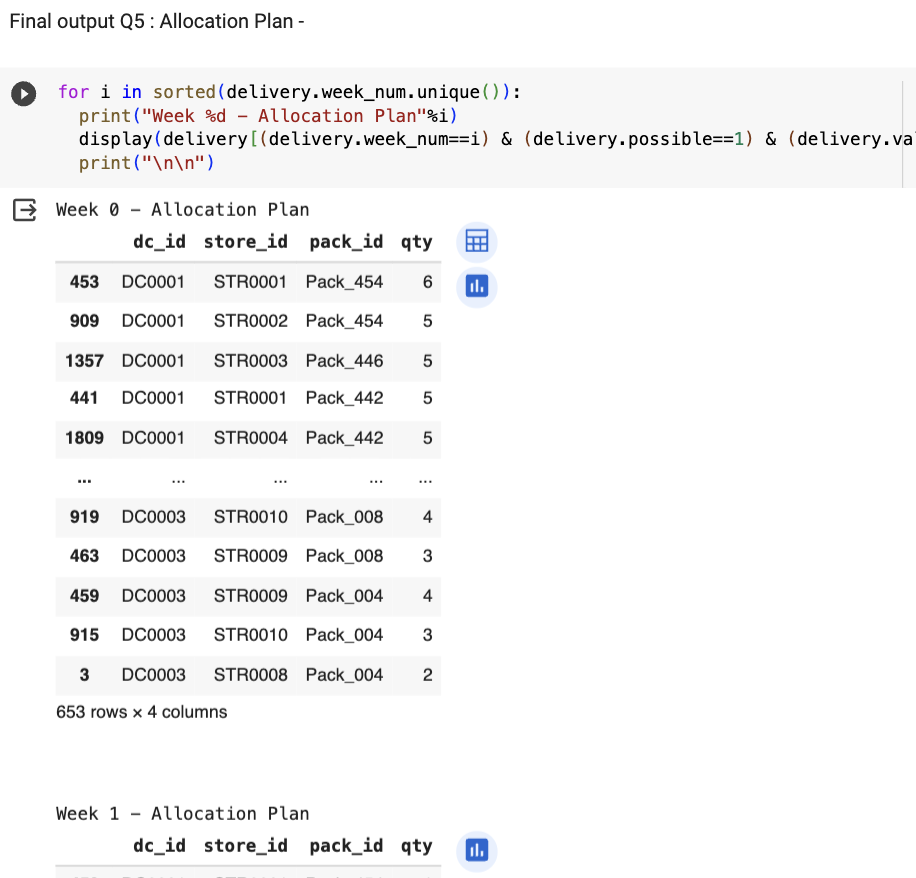 Final output Q5 : Allocation Plan -
for i in sorted(delivery.week_num.unique()):
print("Week %d – Allocation Plan"%i)
display(delivery[(delivery.week_num==i) & (delivery.possible==1) & (delivery.va
print("\n\n")
Week 0 – Allocation Plan
dc_id store_id pack_id qty
453 DC0001 STR0001 Pack_454 6
909 DC0001 STR0002 Pack_454 5
1357 DC0001 STR0003 Pack_446 5
441 DC0001 STR0001 Pack_442 5
1809 DC0001 STR0004 Pack_442 5
... ... ... ... ...
919 DC0003 STR0010 Pack_008 4
463 DC0003 STR0009 Pack_008 3
459 DC0003 STR0009 Pack_004 4
915 DC0003 STR0010 Pack_004 3
3 DC0003 STR0008 Pack_004 2
653 rows × 4 columns
Week 1 – Allocation Plan
dc_id store_id pack_id qty